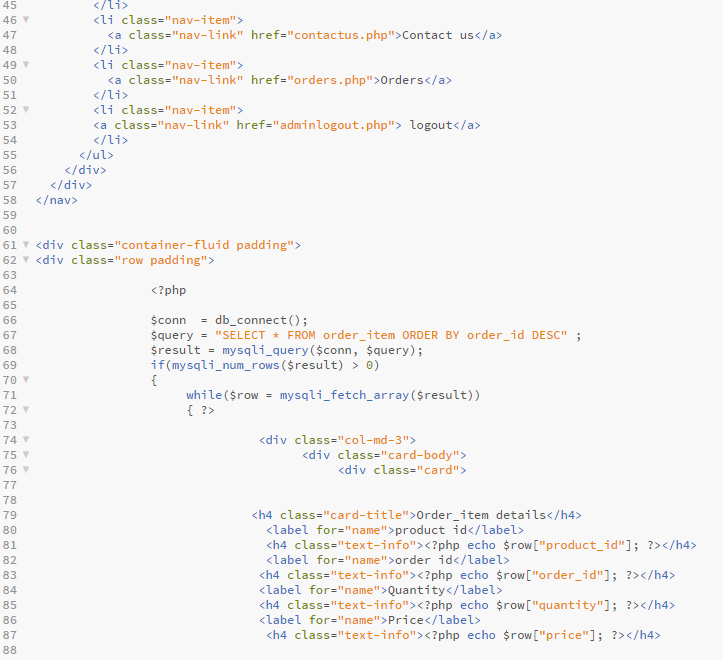 45 </li>
46 <li class="nav-item">
47 <a class="nav-link" href="contactus.php">Contact us</a>
48 </li>
49 <li class="nav-item">
50 <a class="nav-link" href="orders.php">Orders</a>
51 </li>
52 <li class="nav-item">
53 <a class="nav-link" href="adminlogout.php"> logout</a>
54 </li>
55 </ul>
56 </div>
57 </div>
58 </nav>
59
60
61 <div class="container-fluid padding">
62 <div class="row padding">
63
64 <?php
65
66 $conn  = db_connect();
67 $query = "SELECT * FROM order_item ORDER BY order_id DESC" ;
68 $result = mysqli_query($conn, $query);
69 if(mysqli_num_rows($result) > 0)
70 {
71 while($row = mysqli_fetch_array($result))
72 { ?>
73
74 <div class="col-md-3">
75 <div class="card-body">
76 <div class="card">
77
78
79 <h4 class="card-title">Order_item details</h4>
80 <label for="name">product id</label>
81 <h4 class="text-info"><?php echo $row["product_id"]; ?></h4>
82 <label for="name">order id</label>
83 <h4 class="text-info"><?php echo $row["order_id"]; ?></h4>
84 <label for="name">Quantity</label>
85 <h4 class="text-info"><?php echo $row["quantity"]; ?></h4>
86 <label for="name">Price</label>
87 <h4 class="text-info"><?php echo $row["price"]; ?></h4>
88